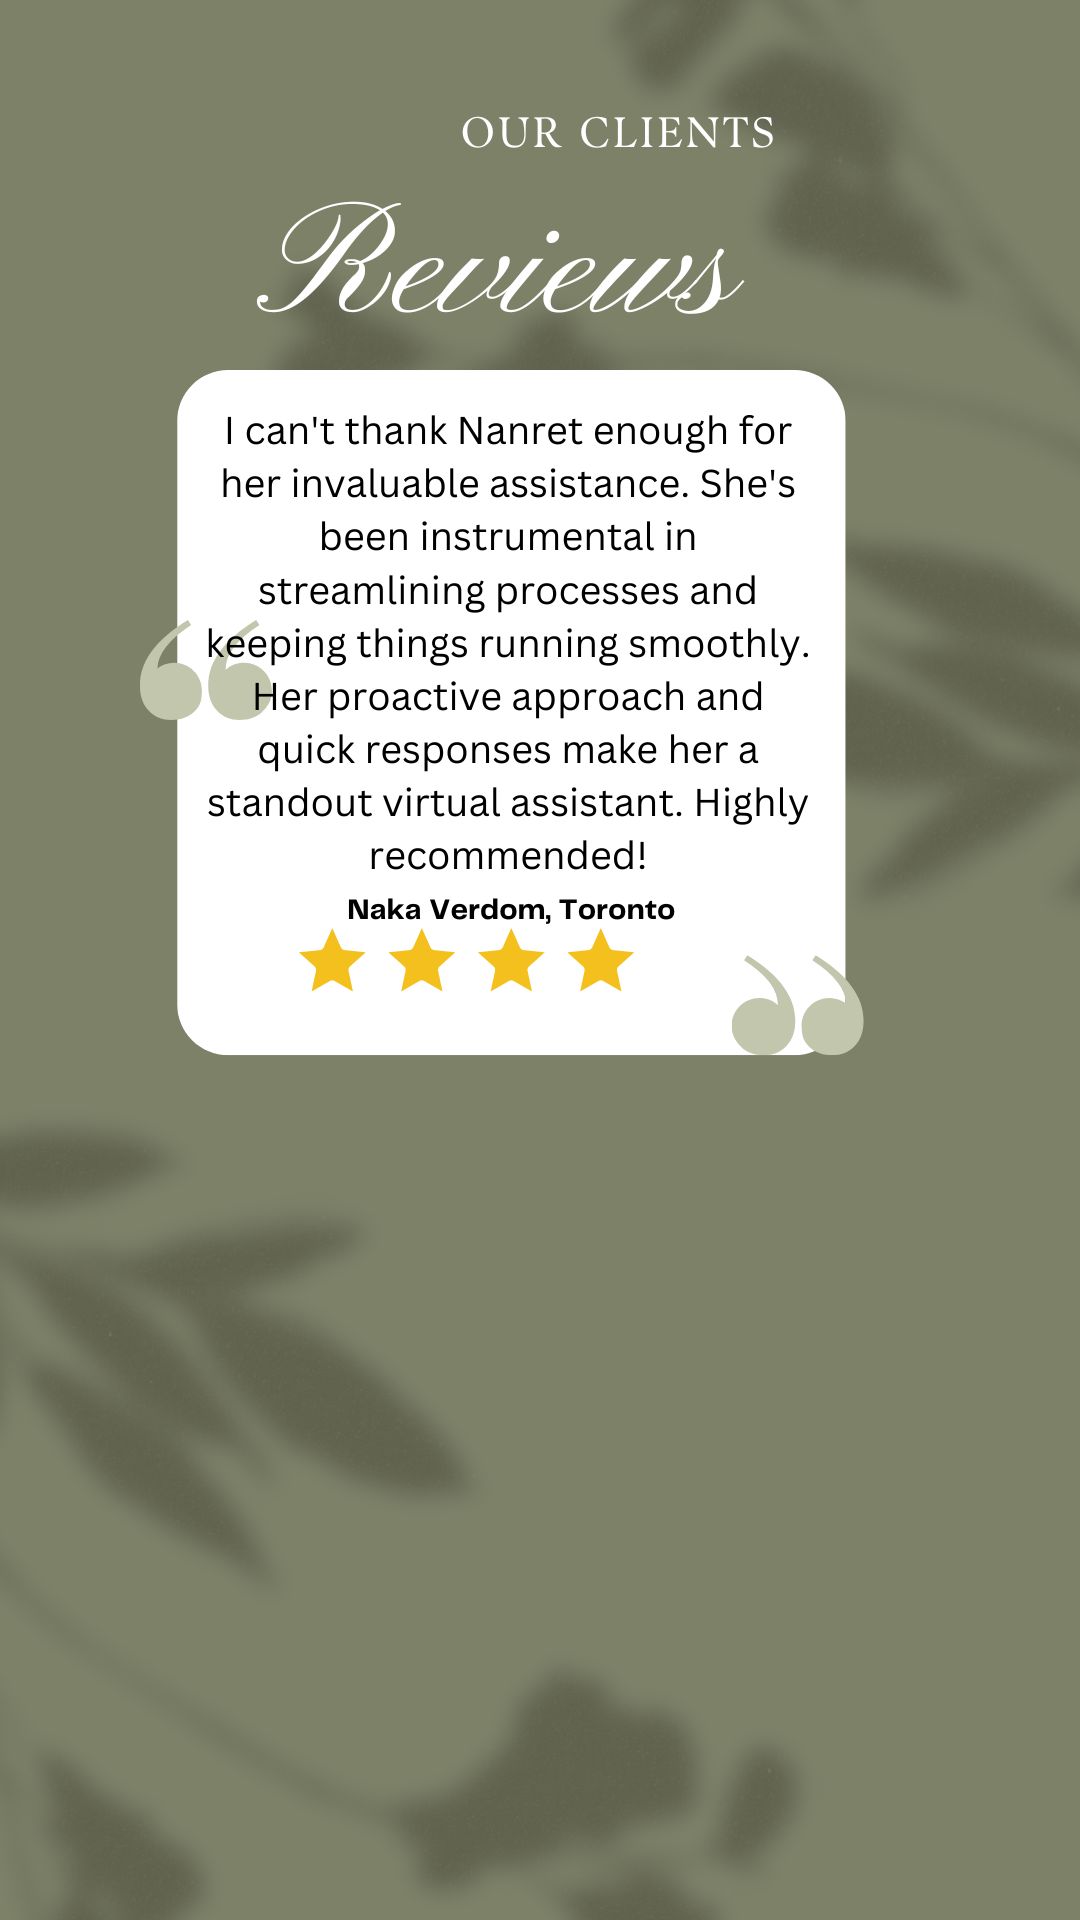 OUR CLIENTS
Reviews
I can't thank Nanret enough for
her invaluable assistance. She's
been instrumental in
streamlining processes and
keeping things running smoothly.
Her proactive approach and
quick responses make her a
standout virtual assistant. Highly
recommended!
Naka Verdom, Toronto